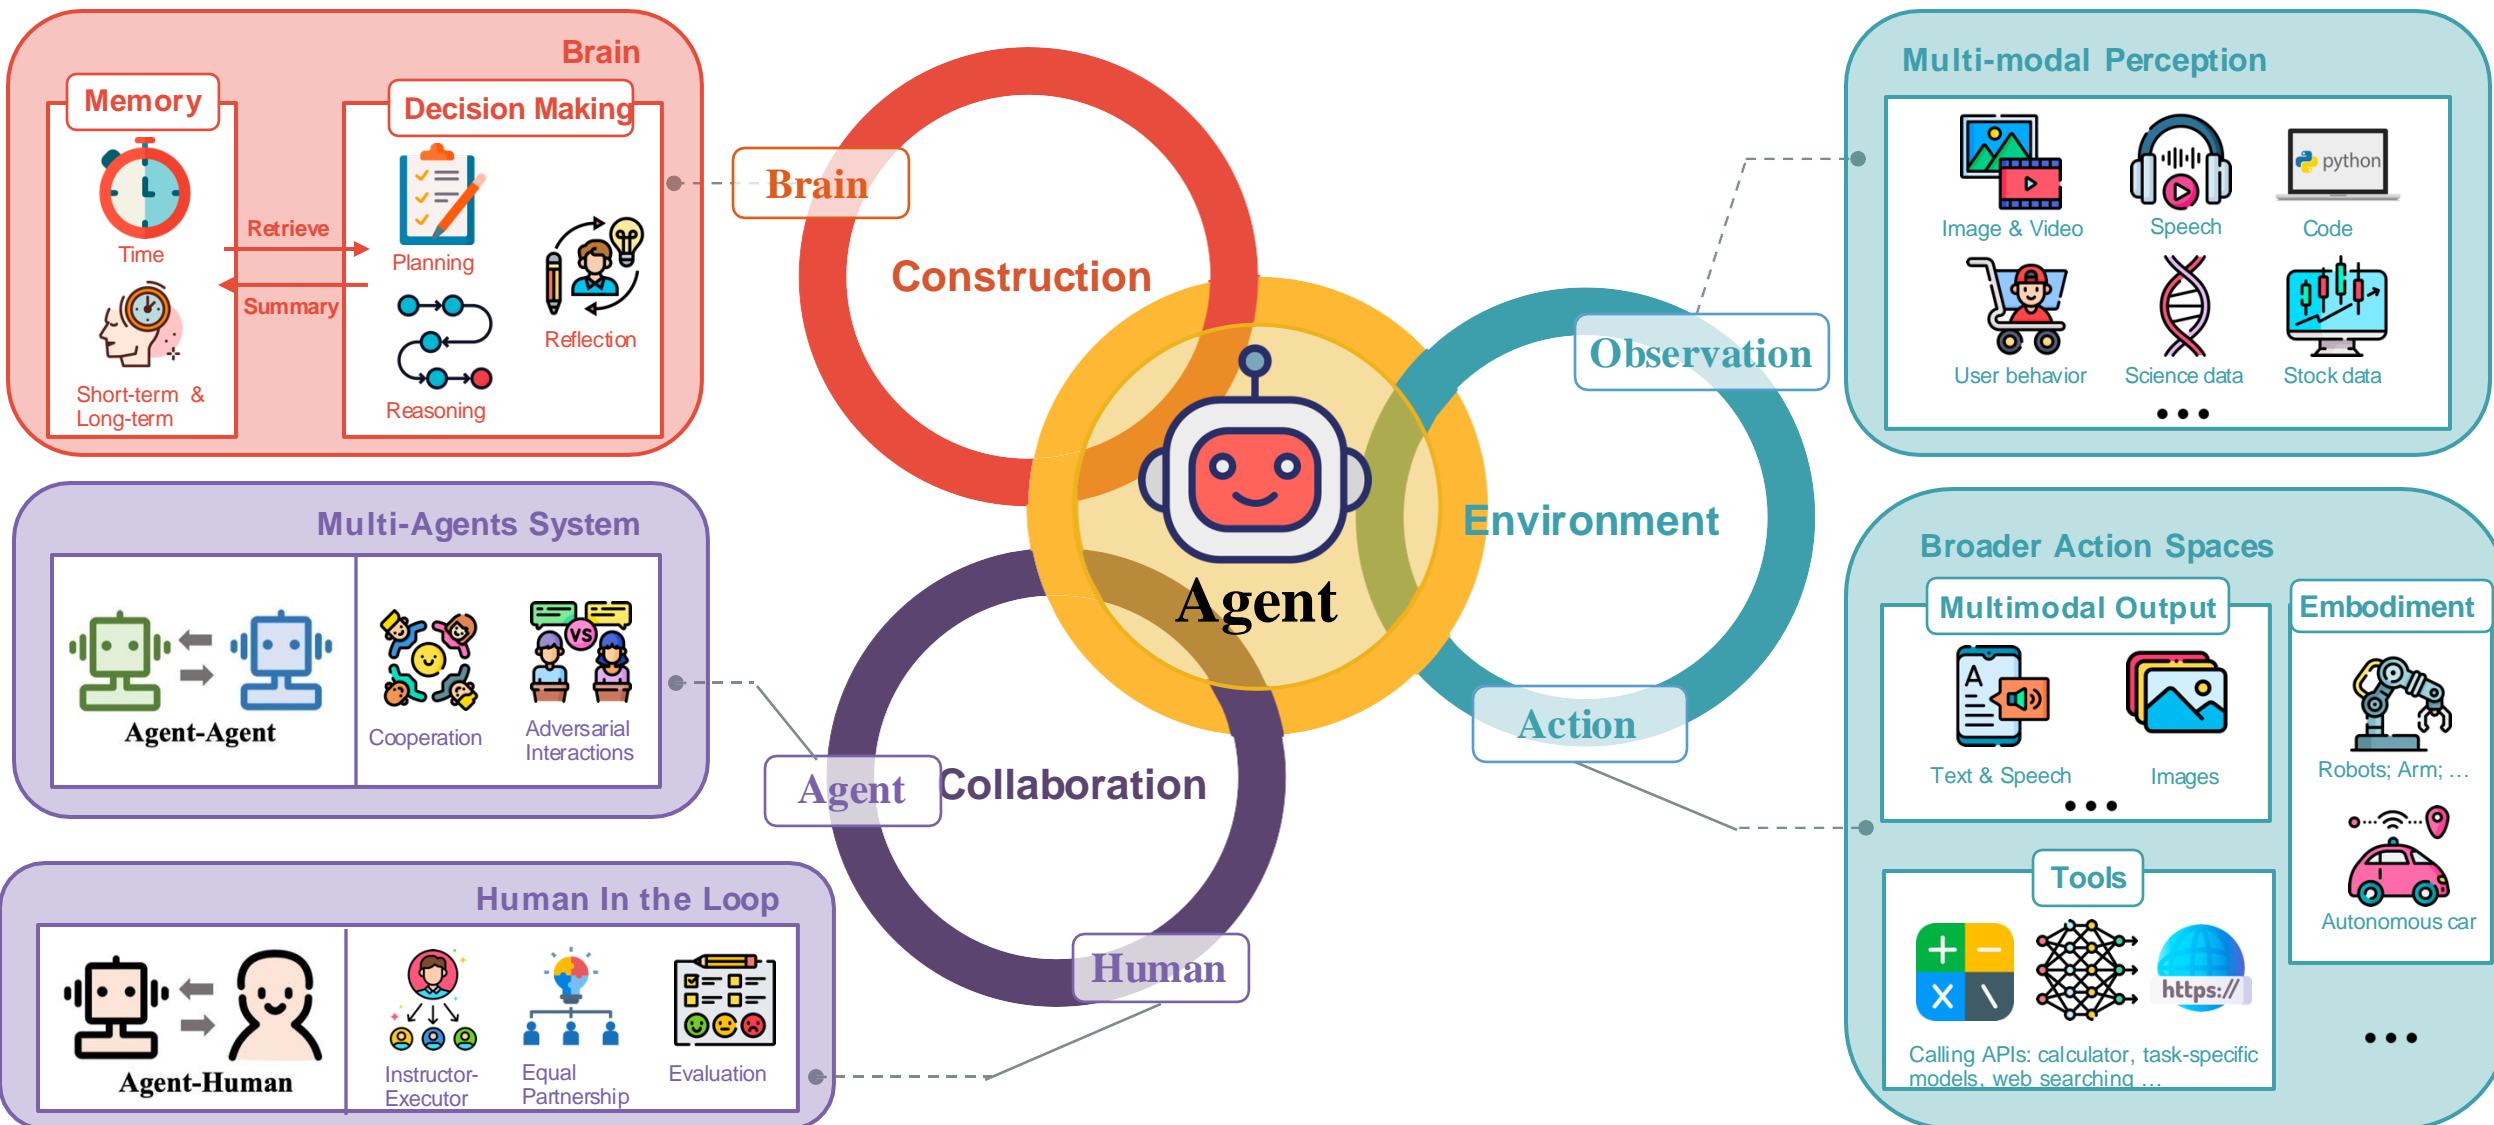 Brain
Memory
Decision Making
Time
Retrieve
Summary
Planning
Reflection
Short-term & 
Long-term
Reasoning
Multi-Agents System
Agent-Agent
Cooperation
Adversarial
Interactions
Human In the Loop
Agent-Human
VS
Instructor-
Executor
Equal
Partnership
Evaluation
Brain
Construction
Agent
Environment
Observation
Action
Agent
Collaboration
Human
Multi-modal Perception
python
Image & Video
Speech
Code
User behavior
Science data
Stock data
Broader Action Spaces
Multimodal Output
A
Text & Speech
Images
Embodiment
Robots; Arm; …
Autonomous car
Tools
https://
Calling APIs: calculator, task-specific
models, web searching …